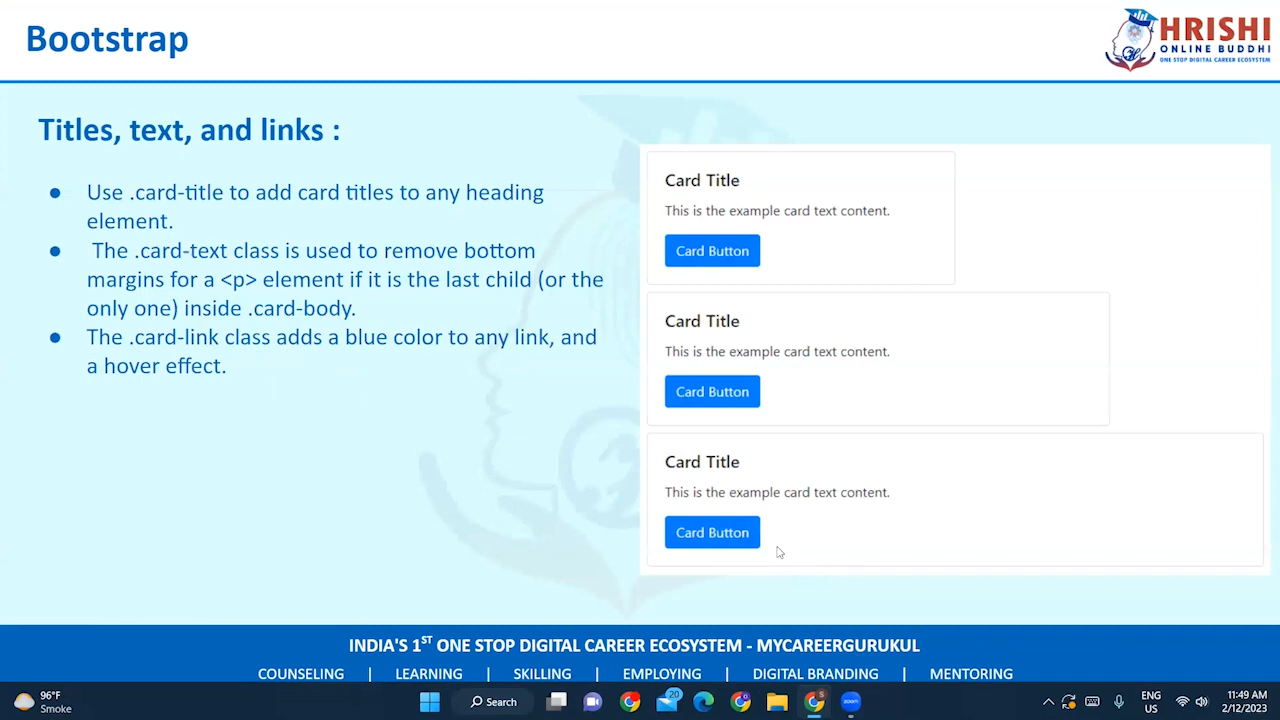 Bootstrap
HRISHI
ONLINE BUDDHI
ONE STOP DIGITAL CAREER ECOSYSTEM
Titles, text, and links :
● Use .card-title to add card titles to any heading
element.
● The .card-text class is used to remove bottom
margins for a <p> element if it is the last child (or the
only one) inside .card-body.
● The .card-link class adds a blue color to any link, and
a hover effect.
Card Title
This is the example card text content.
Card Button
Card Title
This is the example card text content.
Card Button
Card Title
This is the example card text content.
Card Button
INDIA'S 1ST ONE STOP DIGITAL CAREER ECOSYSTEM - MYCAREERGURUKUL
COUNSELING | LEARNING | SKILLING | EMPLOYING | DIGITAL BRANDING | MENTORING
96°F
Smoke
Search
20
S
zoom
ENG
US
11:49 AM
2/12/2023